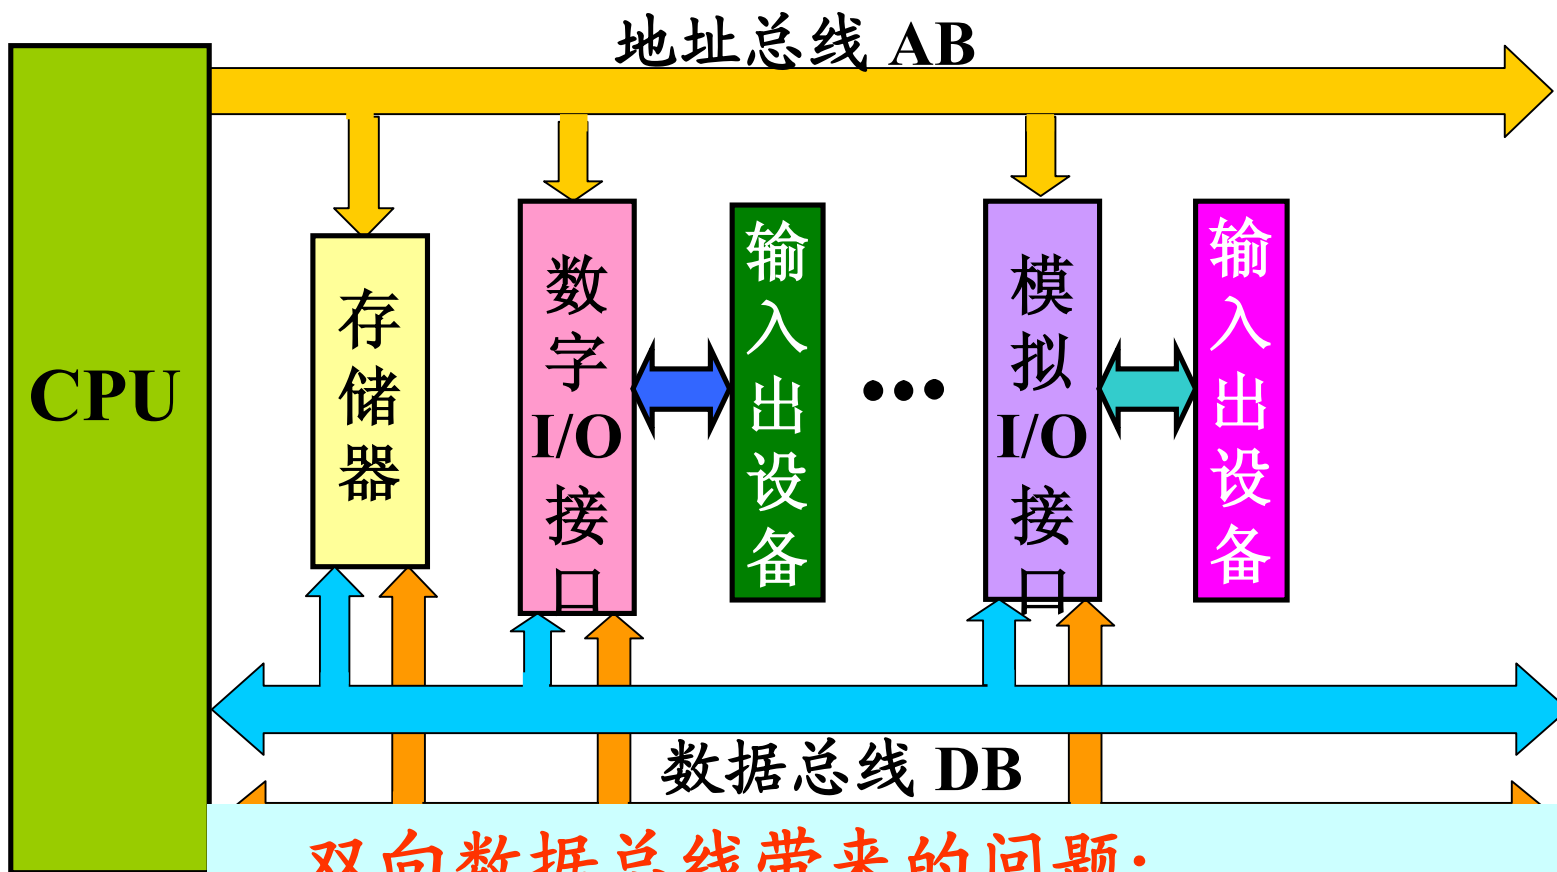 地址总线 AB
CPU
存储器
数字I/O接口
输入出设备
•••
模拟I/O接口
输入出设备
数据总线 DB
双向数据总线带来的问题: